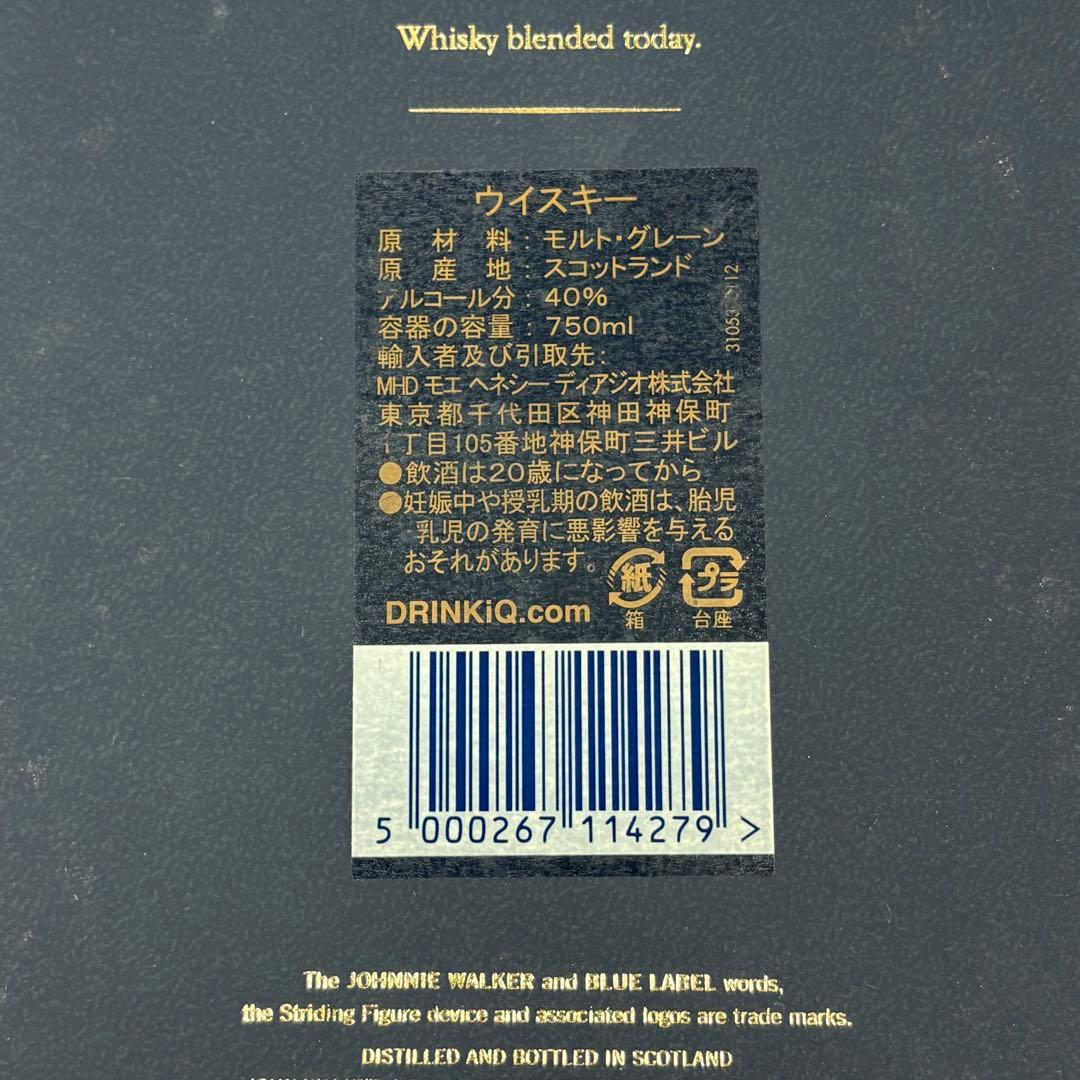 Whisky blended today.
ウイスキー
原材料：モルト・グレーン
原産地：スコットランド
アルコール分：40%
容器の容量：750ml
輸入者及び引取先：
MHD モエ ヘネシー ディアジオ株式会社
東京都千代田区神田神保町
1丁目105番地神保町三井ビル
●飲酒は20歳になってから
●妊娠中や授乳期の飲酒は、胎児
乳児の発育に悪影響を与える
おそれがあります。
紙
箱
プラ
台座
DRINKiQ.com
5 000267 114279 >
The JOHNNIE WALKER and BLUE LABEL words,
the Striding Figure device and associated logos are trade marks.
DISTILLED AND BOTTLED IN SCOTLAND